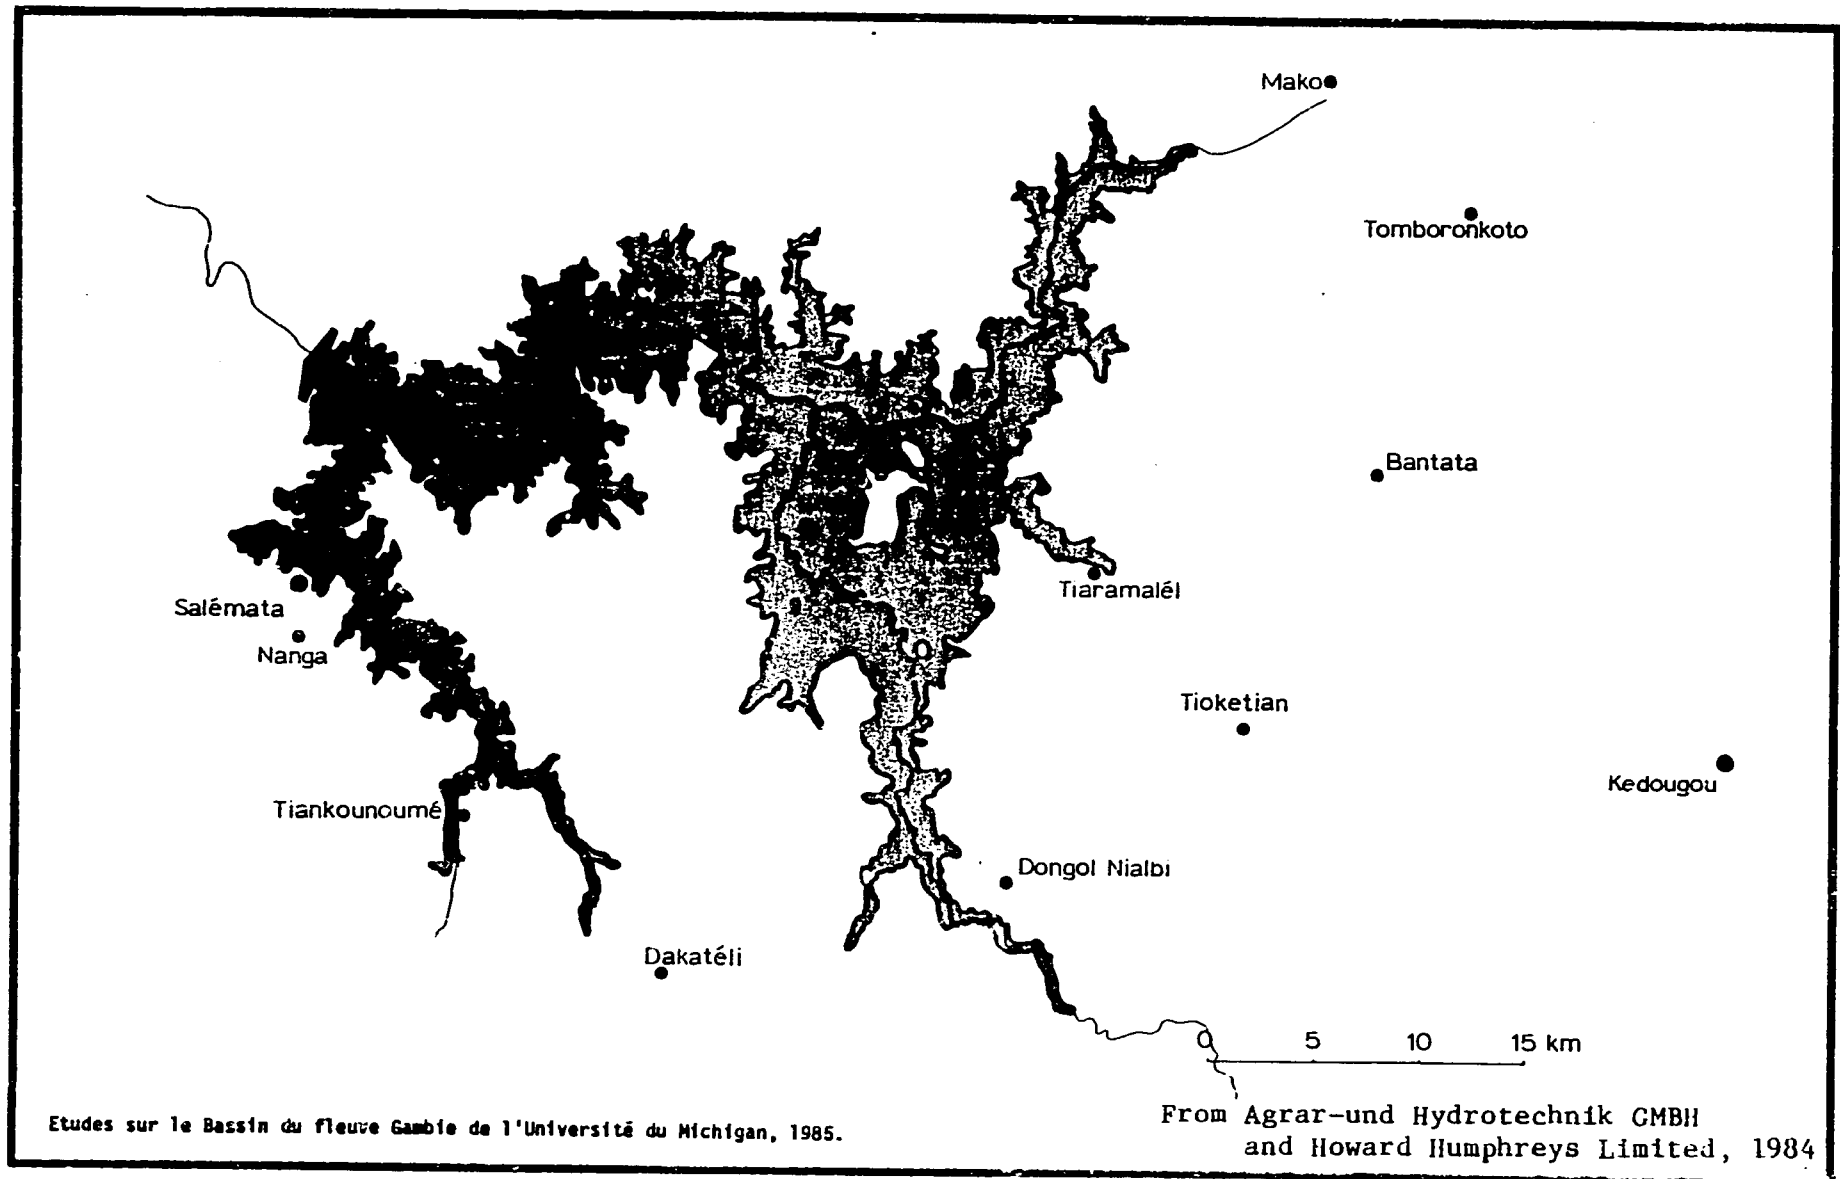 Mako
Tomboronkoto
Bantata
Tiaramalél
Salémata
Nanga
Tioketian
Kedougou
Tiankounoumé
Dongol Nialbi
Dakatéli
0 5 10 15 km
Etudes sur le Bassin du fleuve Gambie de l'Université du Michigan, 1985.
From Agrar-und Hydrotechnik GMBH
and Howard Humphreys Limited, 1984